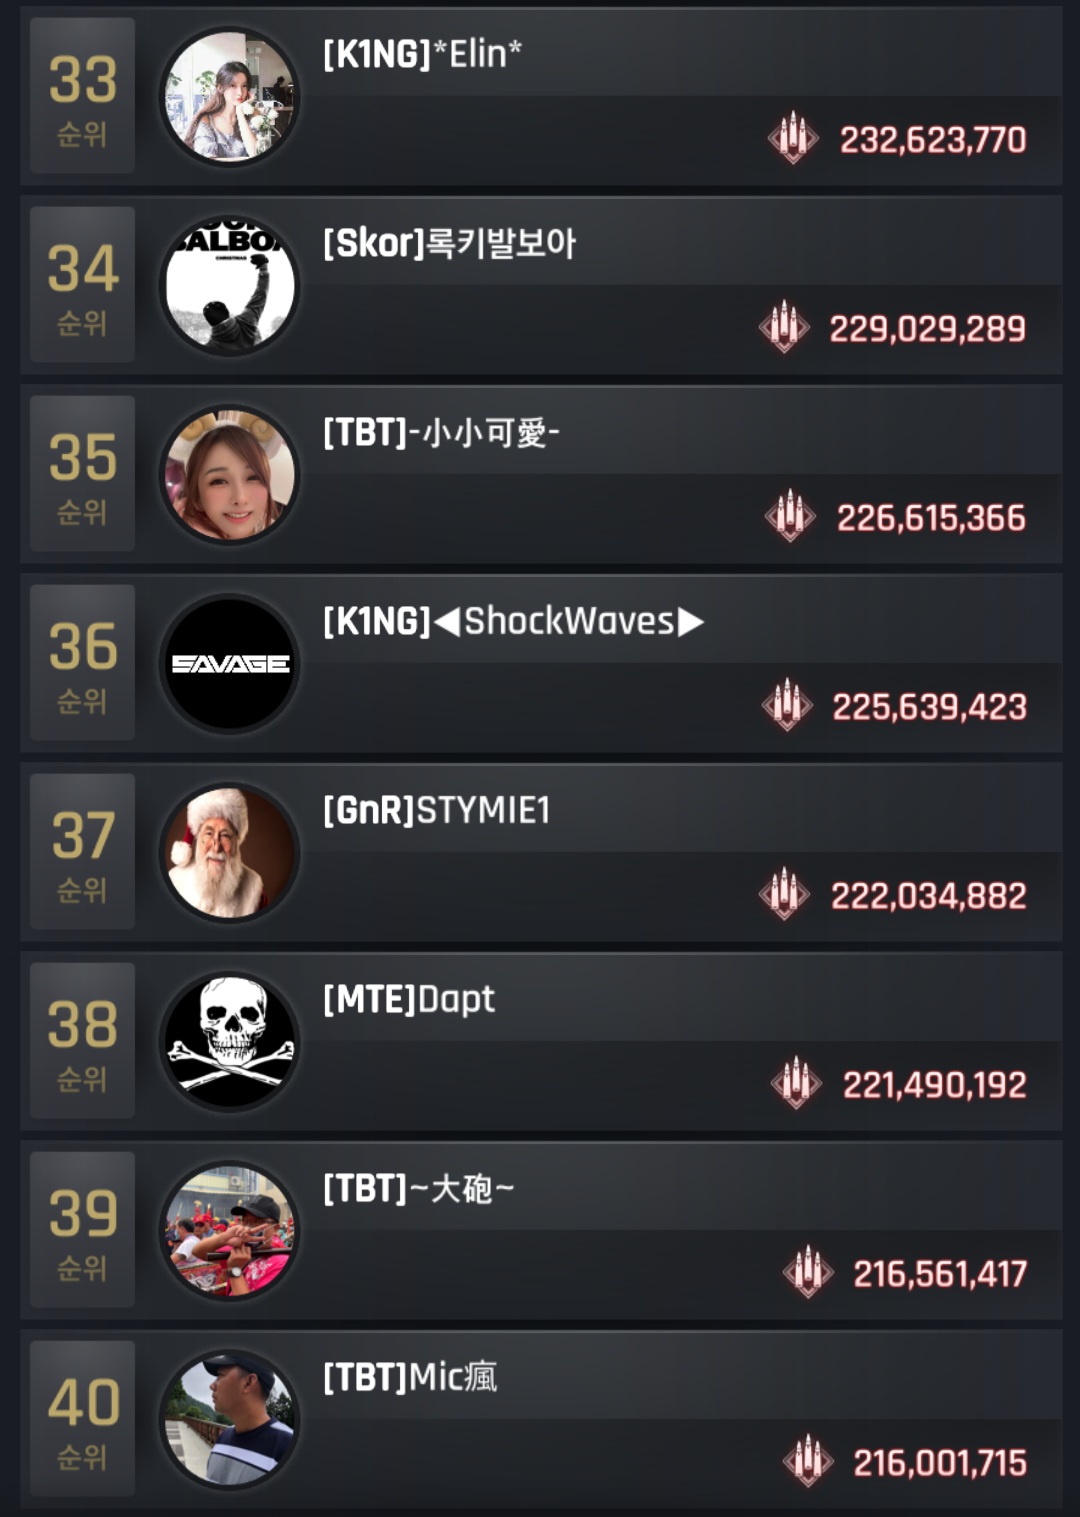 33
순위
[K1NG]*Elin*
232,623,770
34
순위
BALBOA
CHRISTMAS
[Skor]록키발보아
229,029,289
35
순위
[TBT]-小小可愛-
226,615,366
36
순위
SAVAGE
[K1NG]◀ShockWaves▶
225,639,423
37
순위
[GnR]STYMIE1
222,034,882
38
순위
[MTE]Dapt
221,490,192
39
순위
[TBT]~大砲~
216,561,417
40
순위
[TBT]Mic瘋
216,001,715